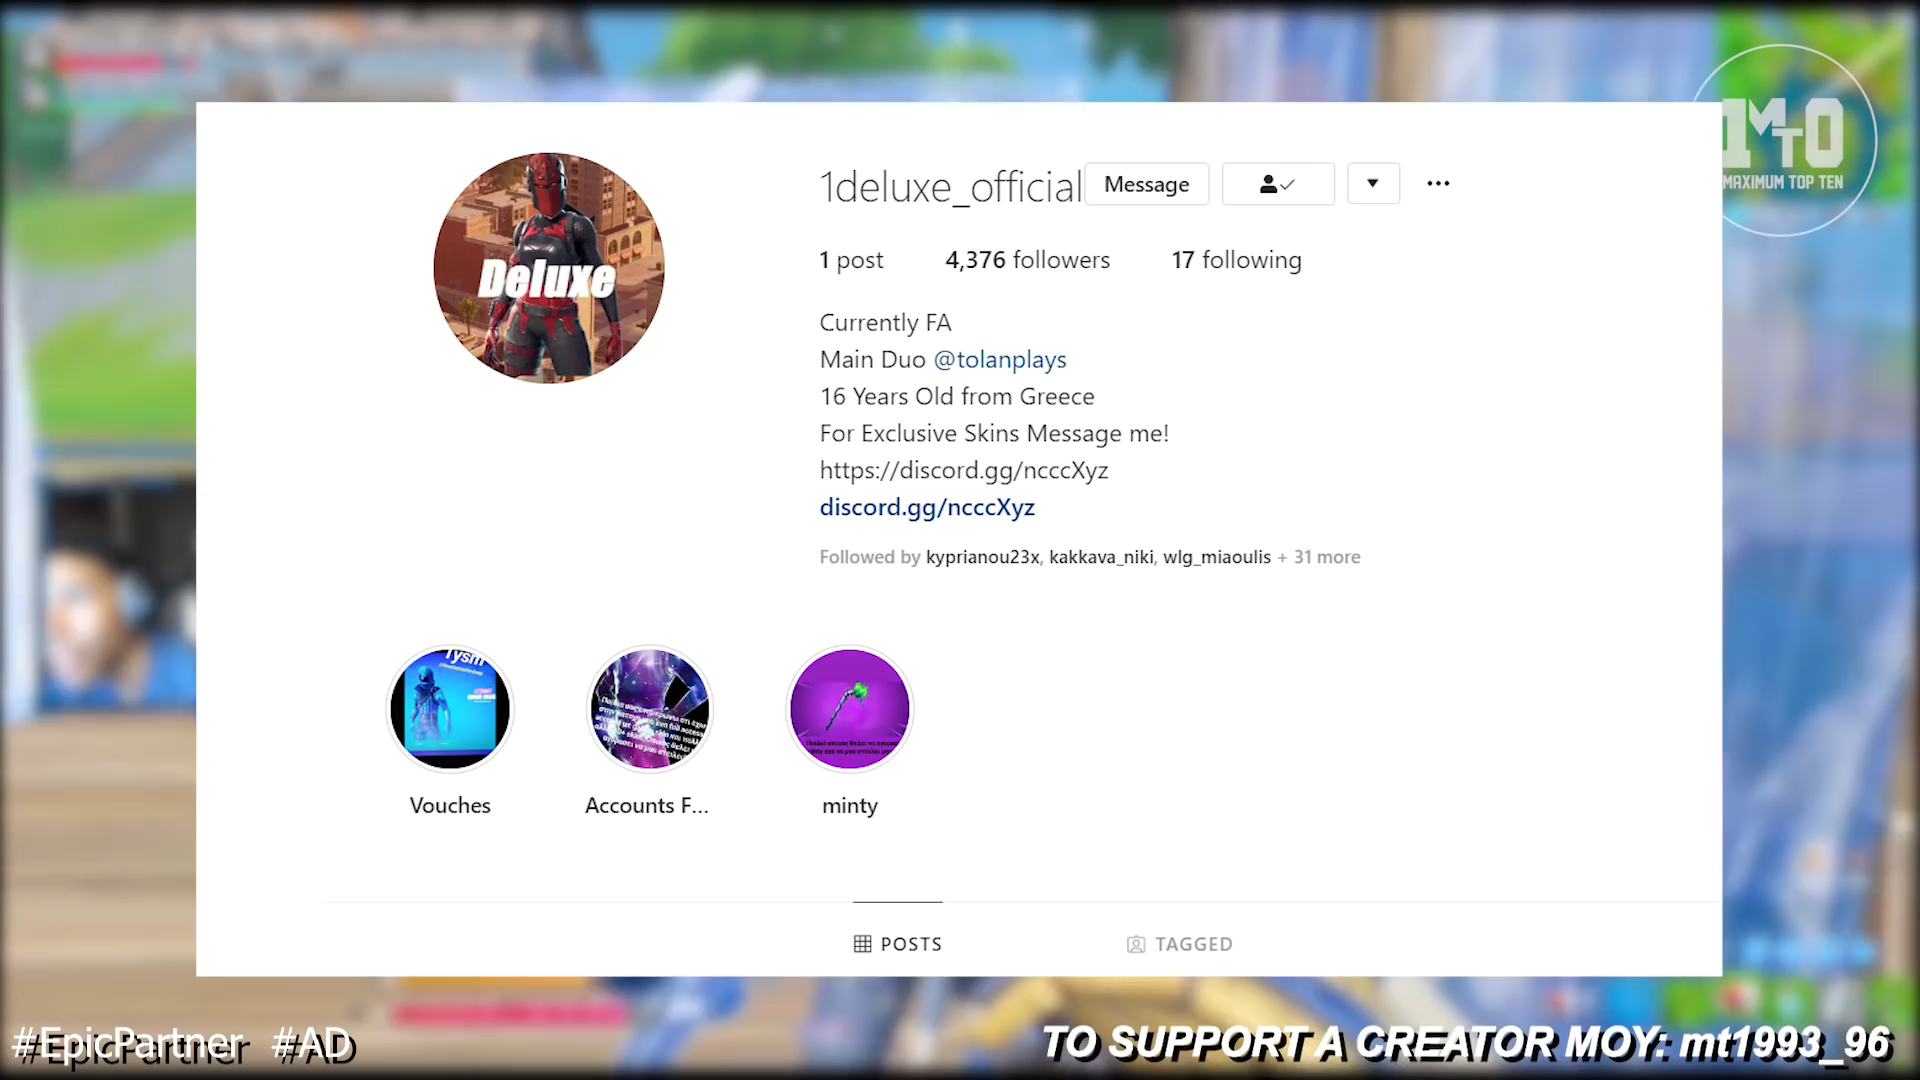 1MTO
MAXIMUM TOP TEN
Deluxe
1deluxe_official
Message
1 post
4,376 followers
17 following
Currently FA
Main Duo @tolanplays
16 Years Old from Greece
For Exclusive Skins Message me!
https://discord.gg/ncccXyz
discord.gg/ncccXyz
Followed by kyprianou23x, kakkava_niki, wlg_miaoulis + 31 more
Tysm
Vouches
Accounts F...
minty
POSTS
TAGGED
#EpicPartner #AD
TO SUPPORT A CREATOR MOY: mt1993_96